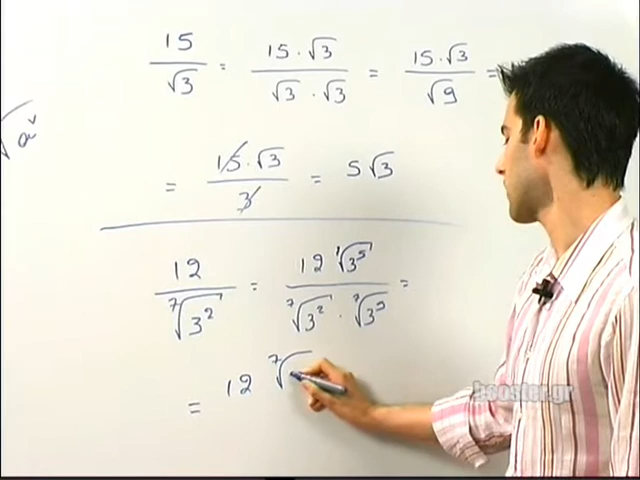 15/√3 = 15·√3/√3·√3 = 15·√3/√9 =
√aᵛ
= 15·√3/3 = 5√3
12/⁷√3² = 12 ⁷√3⁵/⁷√3² · ⁷√3⁵ =
= 12 ⁷√
booster.gr